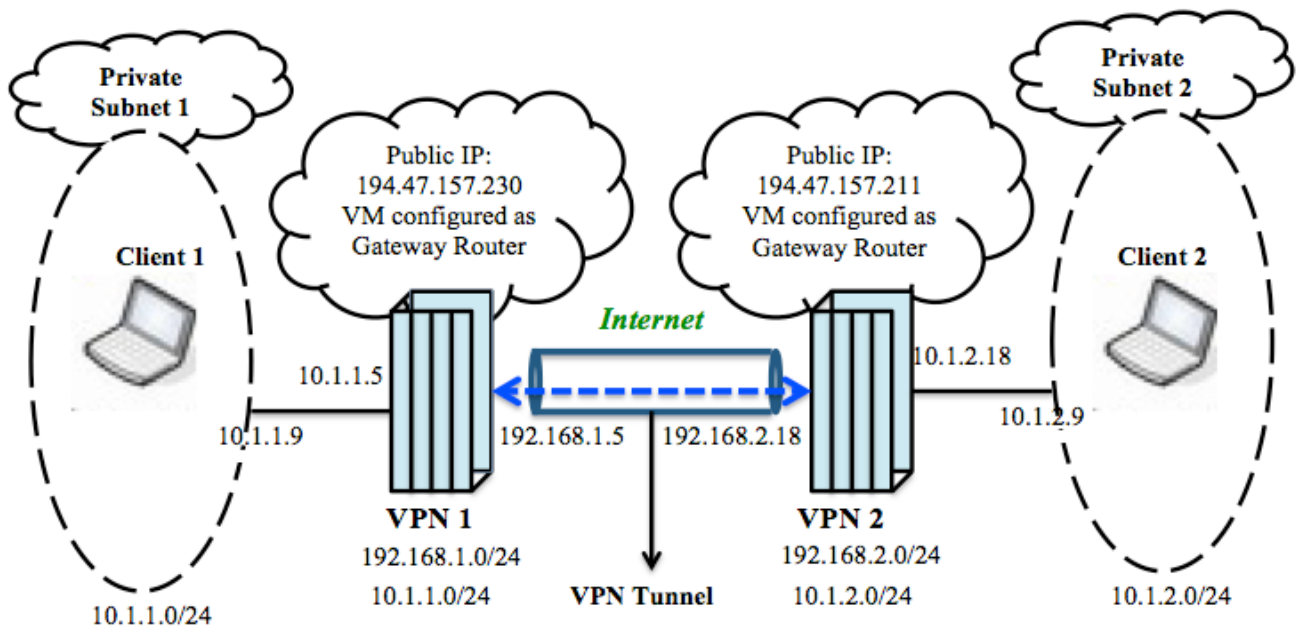 Private
Subnet 1
Private
Subnet 2
Public IP:
194.47.157.230
VM configured as
Gateway Router
Public IP:
194.47.157.211
VM configured as
Gateway Router
Client 1
Client 2
Internet
10.1.1.5
10.1.2.18
10.1.1.9
192.168.1.5
192.168.2.18
10.1.2.9
VPN 1
192.168.1.0/24
10.1.1.0/24
VPN 2
192.168.2.0/24
10.1.2.0/24
VPN Tunnel
10.1.1.0/24
10.1.2.0/24